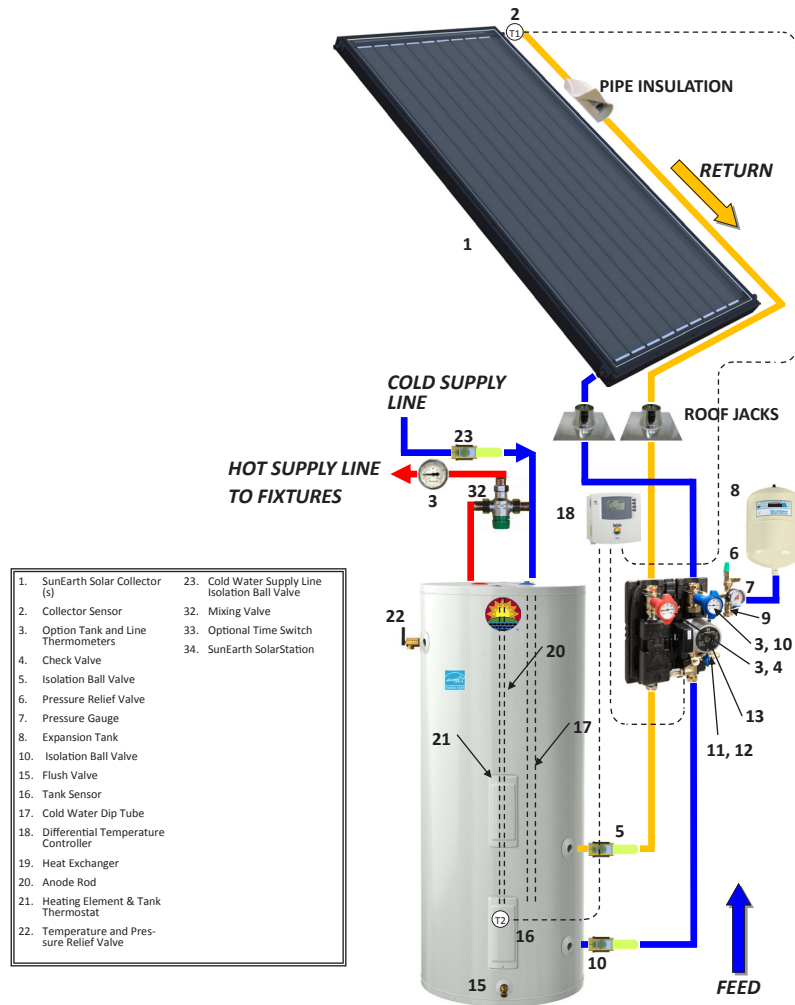 2
T1
PIPE INSULATION
RETURN
1
COLD SUPPLY
LINE
ROOF JACKS
23
HOT SUPPLY LINE
TO FIXTURES
3
32
18
8
6
7
9
3, 10
3, 4
13
11, 12
22
20
21
17
5
T2
16
15
10
FEED
1. SunEarth Solar Collector
(s)
2. Collector Sensor
3. Option Tank and Line
Thermometers
4. Check Valve
5. Isolation Ball Valve
6. Pressure Relief Valve
7. Pressure Gauge
8. Expansion Tank
10. Isolation Ball Valve
15. Flush Valve
16. Tank Sensor
17. Cold Water Dip Tube
18. Differential Temperature
Controller
19. Heat Exchanger
20. Anode Rod
21. Heating Element & Tank
Thermostat
22. Temperature and Pres-
sure Relief Valve
23. Cold Water Supply Line
Isolation Ball Valve
32. Mixing Valve
33. Optional Time Switch
34. SunEarth SolarStation